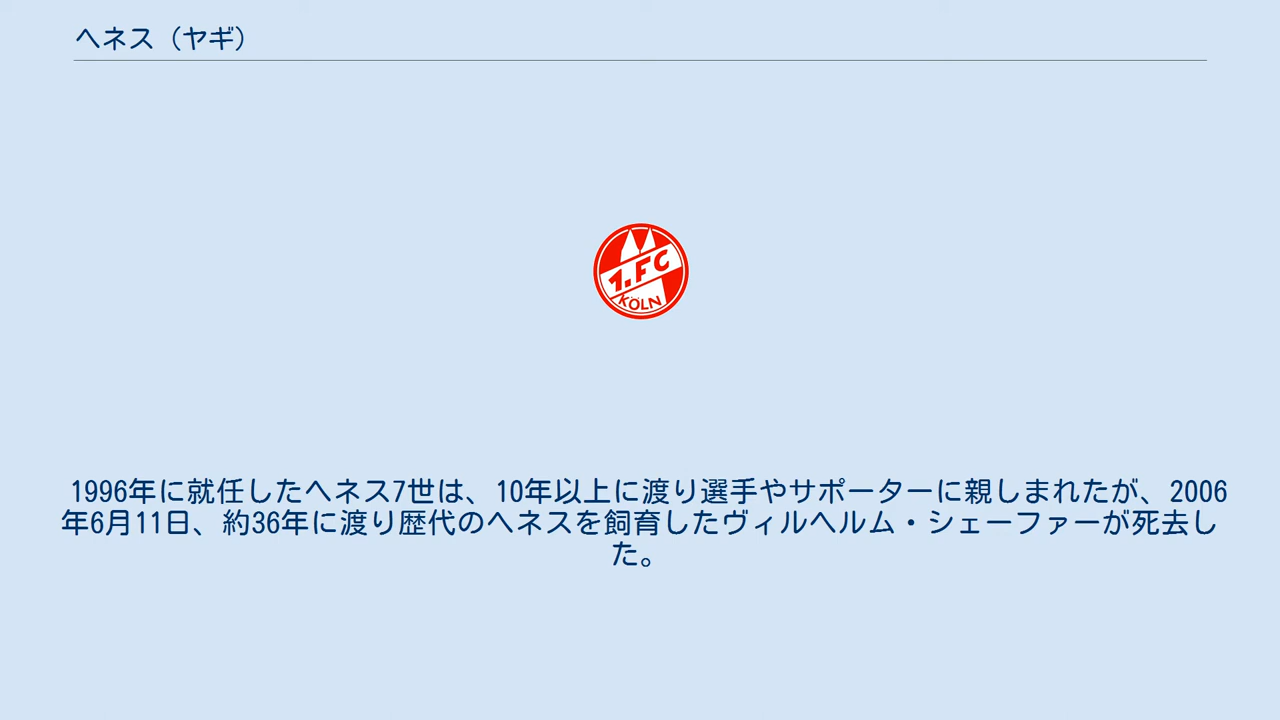 ヘネス（ヤギ）
1.FC
KÖLN
1996年に就任したヘネス7世は、10年以上に渡り選手やサポーターに親しまれたが、2006
年6月11日、約36年に渡り歴代のヘネスを飼育したヴィルヘルム・シェーファーが死去し
た。